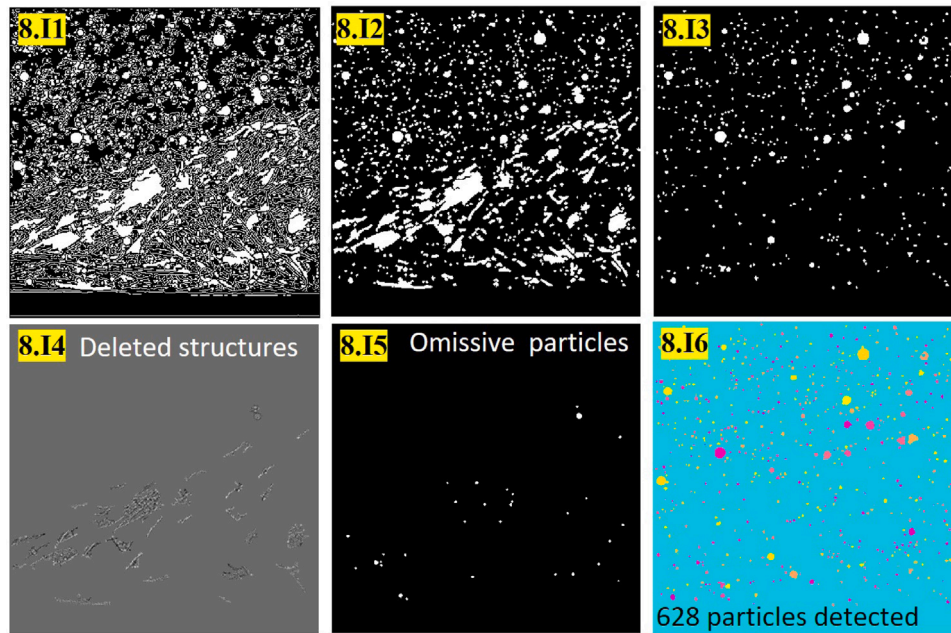 8.I1
8.I2
8.I3
8.I4 Deleted structures
8.I5 Omissive particles
8.I6
628 particles detected